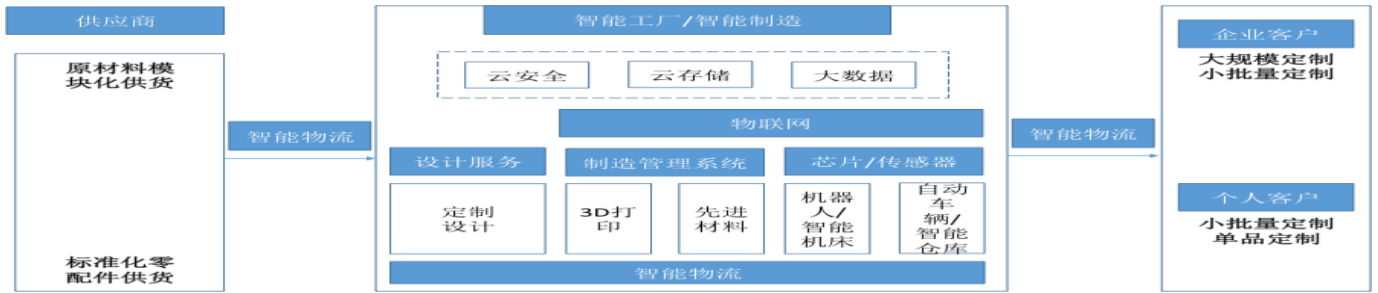 供应商
原材料模
块化供货
标准化零
配件供货
智能物流
智能工厂/智能制造
云安全
云存储
大数据
物联网
设计服务
制造管理系统
芯片/传感器
定制
设计
3D打
印
先进
材料
机器
人/
智能
机床
自动
车
辆/
智能
仓库
智能物流
智能物流
企业客户
大规模定制
小批量定制
个人客户
小批量定制
单品定制